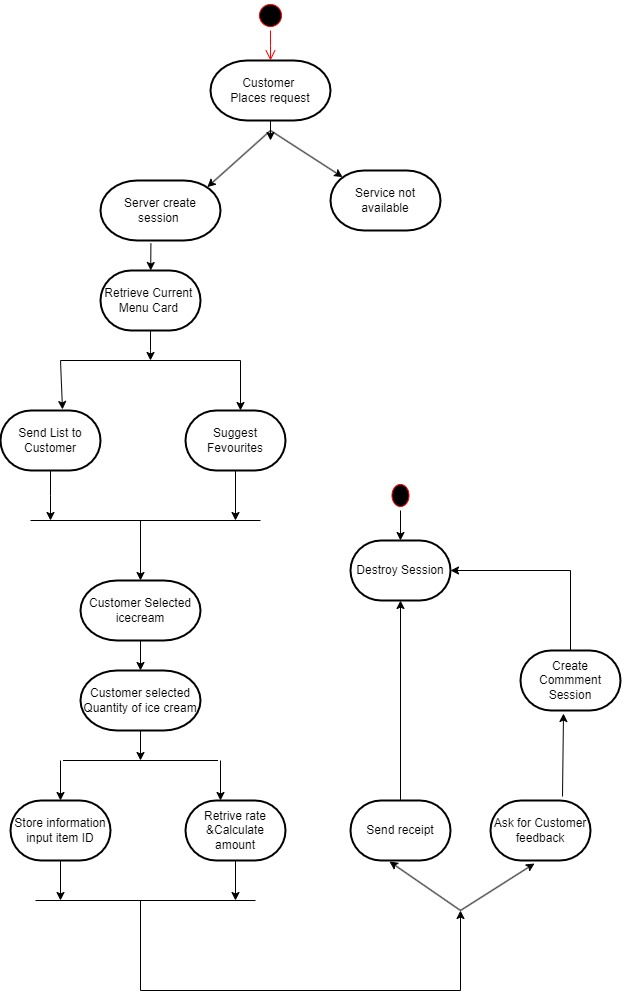 Customer
Places request
Server create
session
Service not
available
Retrieve Current
Menu Card
Send List to
Customer
Suggest
Fevourites
Destroy Session
Customer Selected
icecream
Create
Commment
Session
Customer selected
Quantity of ice cream
Store information
input item ID
Retrive rate
&Calculate
amount
Send receipt
Ask for Customer
feedback